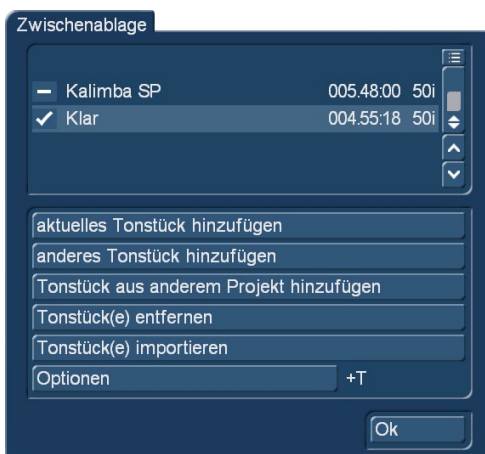 Zwischenablage
Kalimba SP 005.48:00 50i
Klar 004.55:18 50i
aktuelles Tonstück hinzufügen
anderes Tonstück hinzufügen
Tonstück aus anderem Projekt hinzufügen
Tonstück(e) entfernen
Tonstück(e) importieren
Optionen +T
Ok